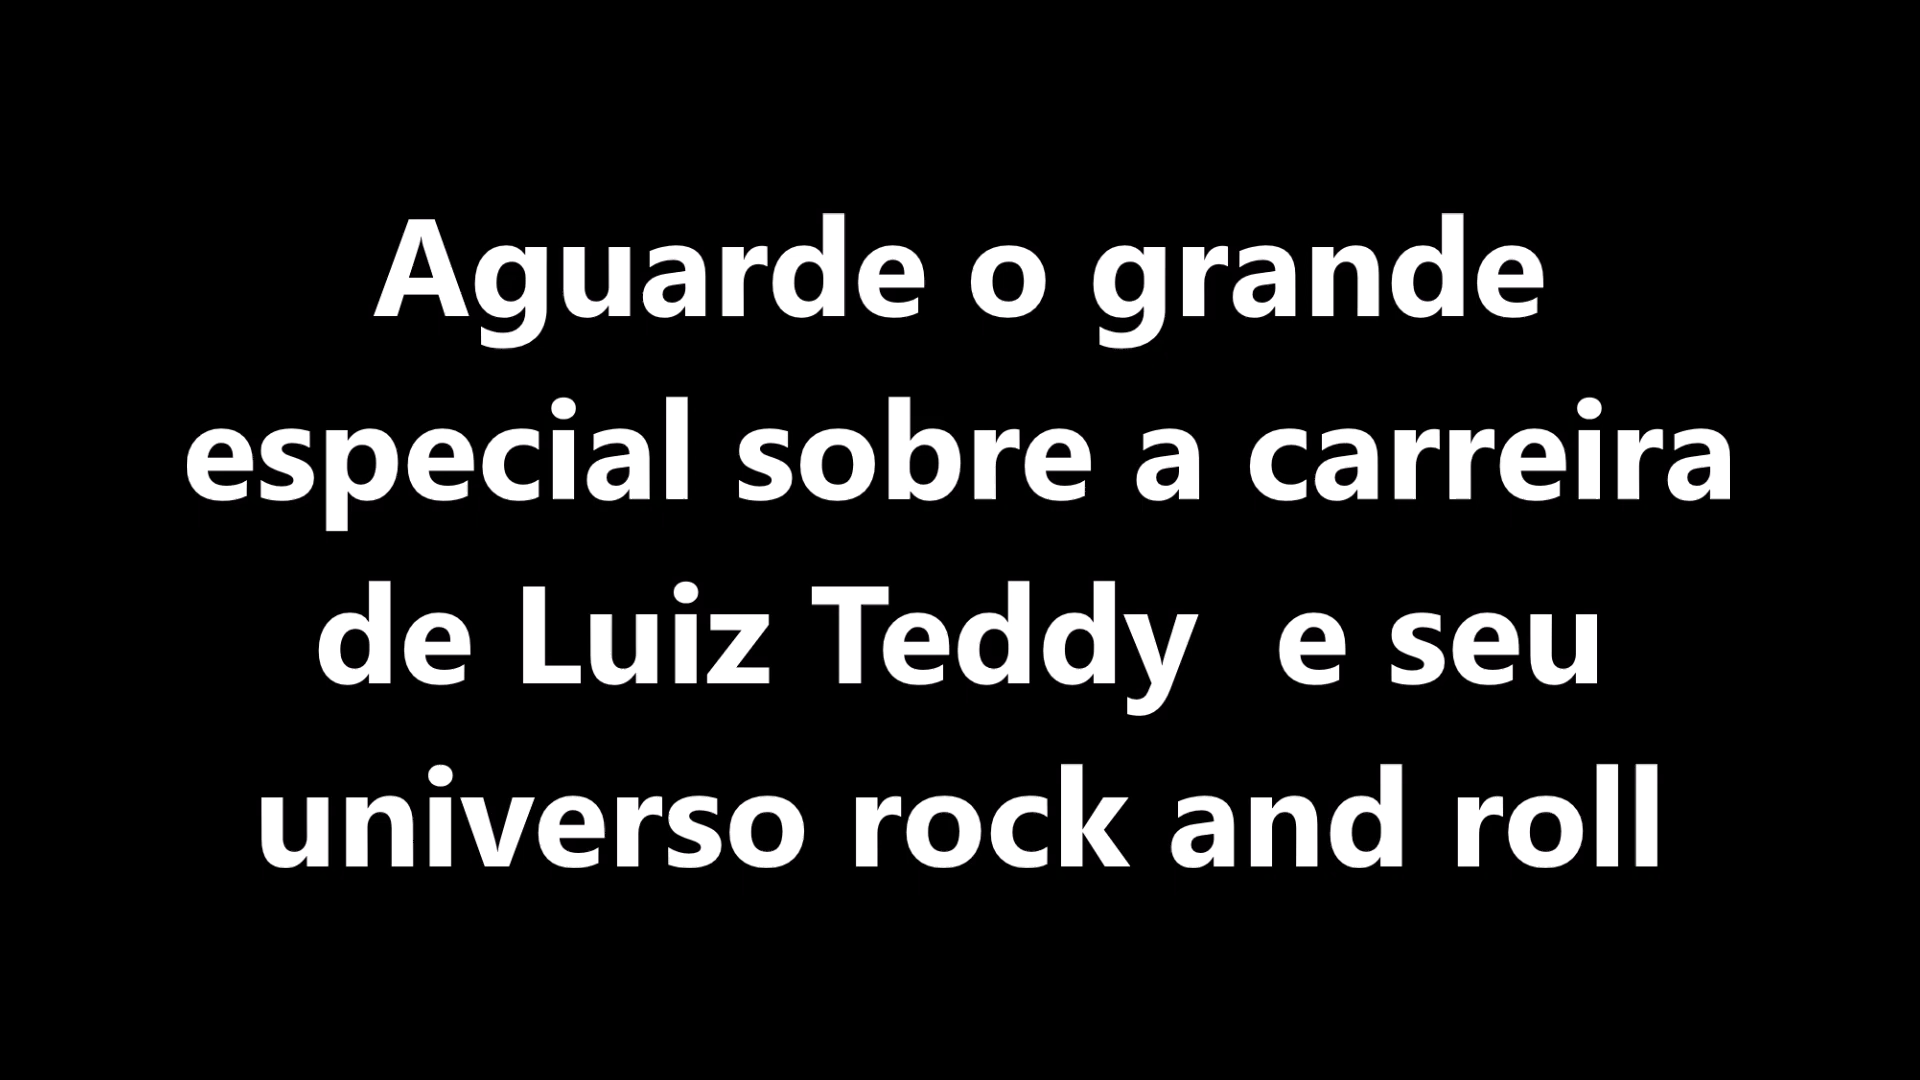 Aguarde o grande
especial sobre a carreira
de Luiz Teddy  e seu
universo rock and roll